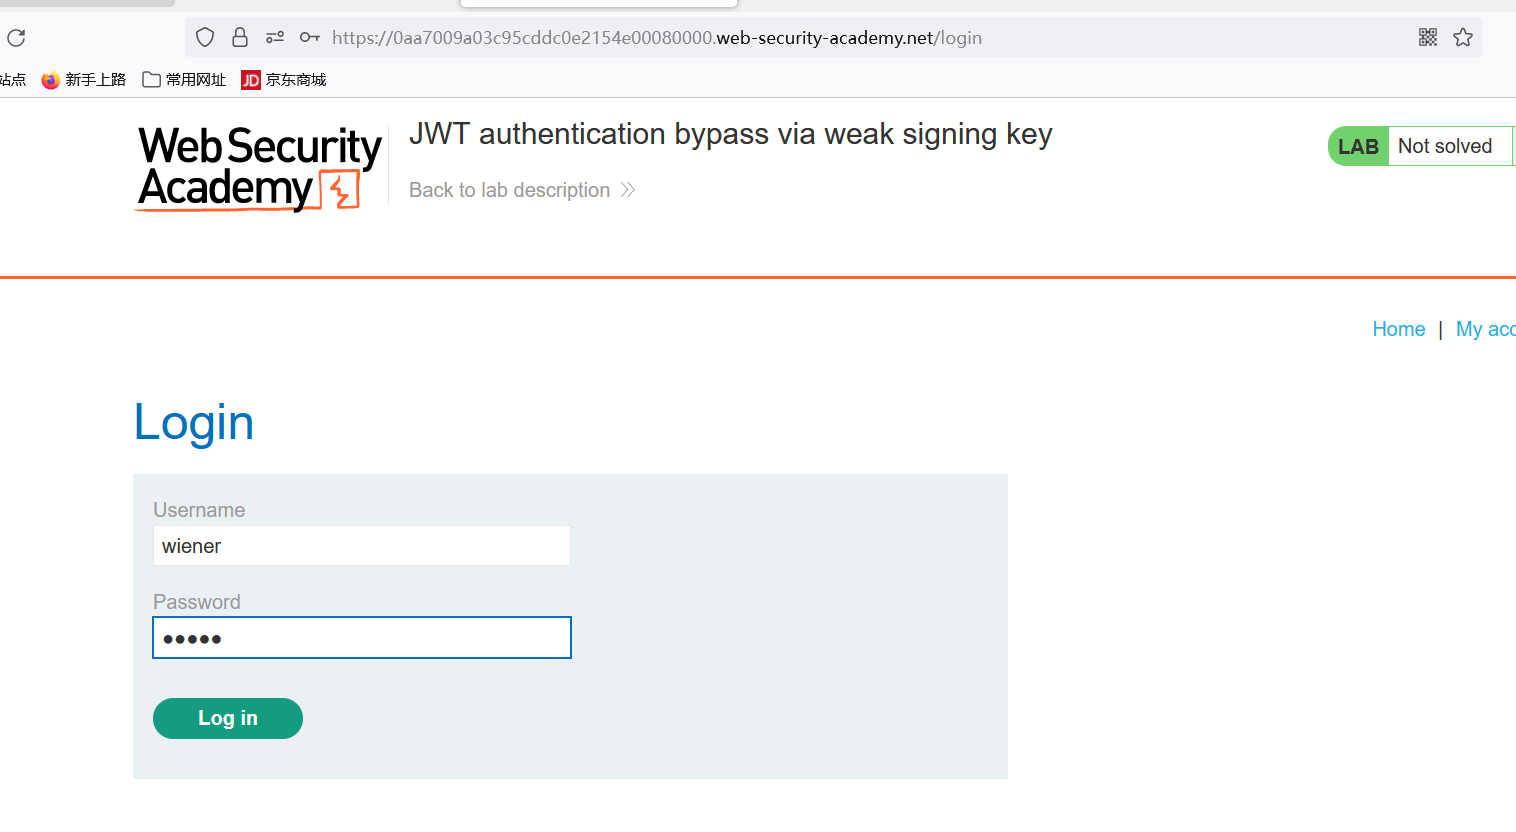 https://0aa7009a03c95cddc0e2154e00080000.web-security-academy.net/login
站点 新手上路 常用网址 JD 京东商城
Web Security
Academy
JWT authentication bypass via weak signing key
Back to lab description
LAB Not solved
Home | My acc
Login
Username
wiener
Password
Log in